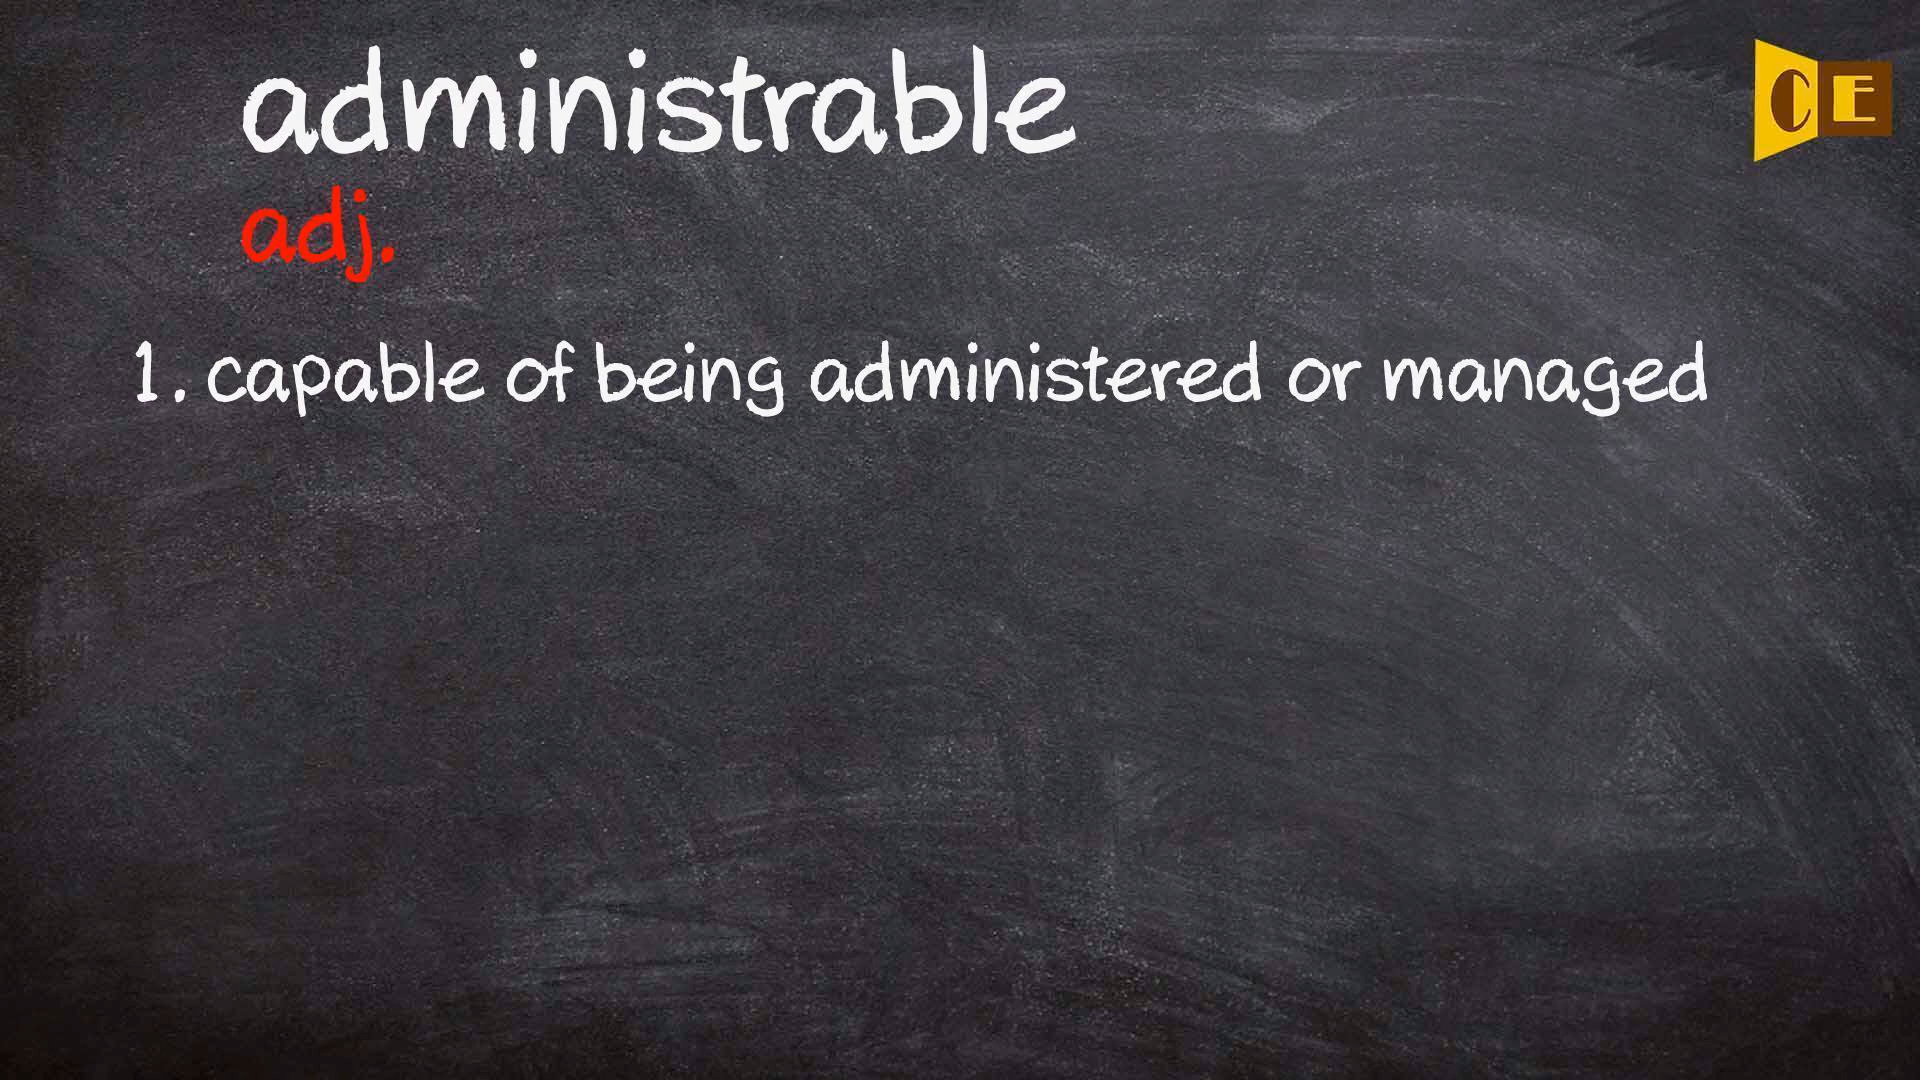 administrable
CE
adj.
1. capable of being administered or managed